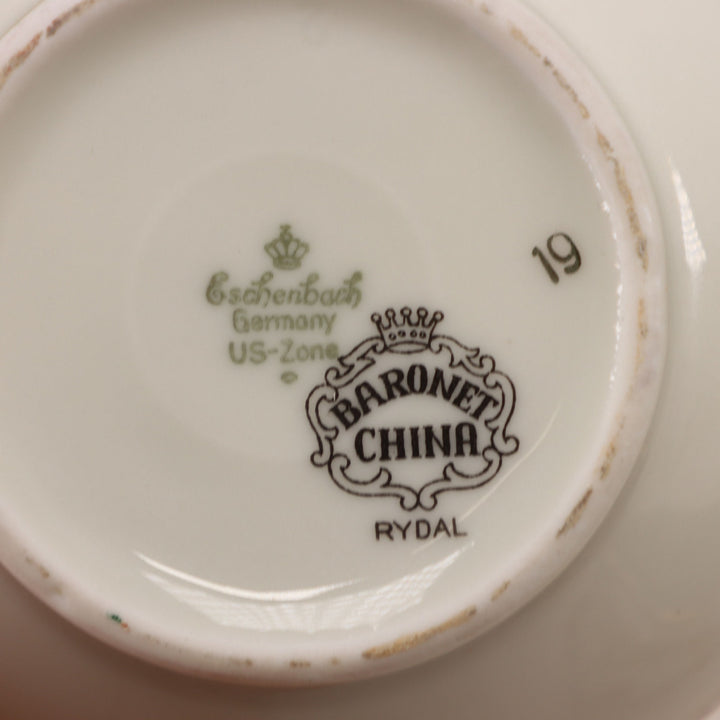 Eschenbach
Germany
US-Zone
19
BARONET
CHINA
RYDAL